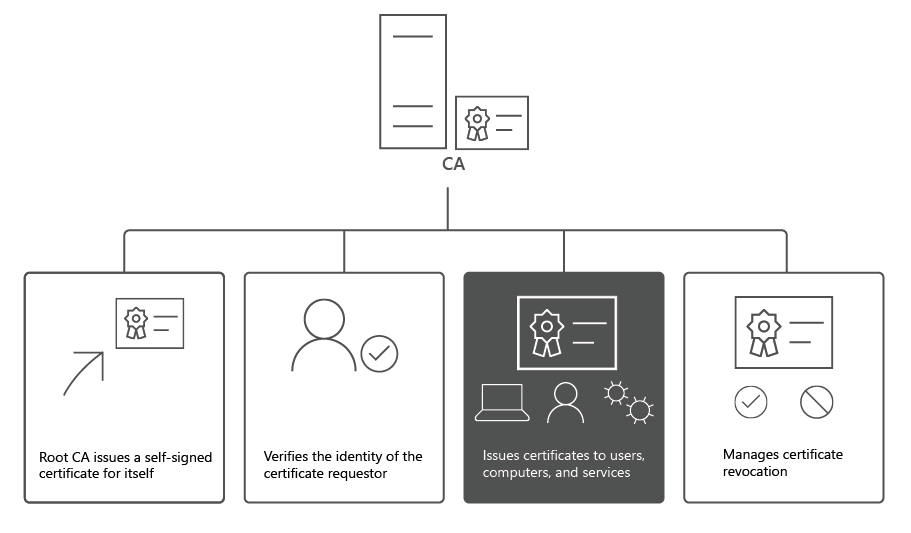 CA
Root CA issues a self-signed
certificate for itself
Verifies the identity of the
certificate requestor
Issues certificates to users,
computers, and services
Manages certificate
revocation